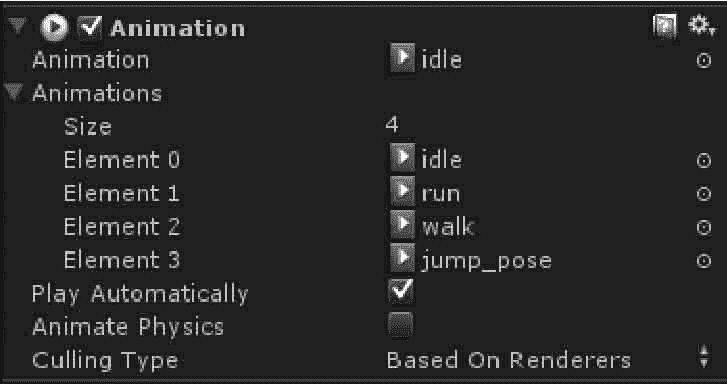 Animation
Animation idle
Animations
Size 4
Element 0 idle
Element 1 run
Element 2 walk
Element 3 jump_pose
Play Automatically
Animate Physics
Culling Type Based On Renderers